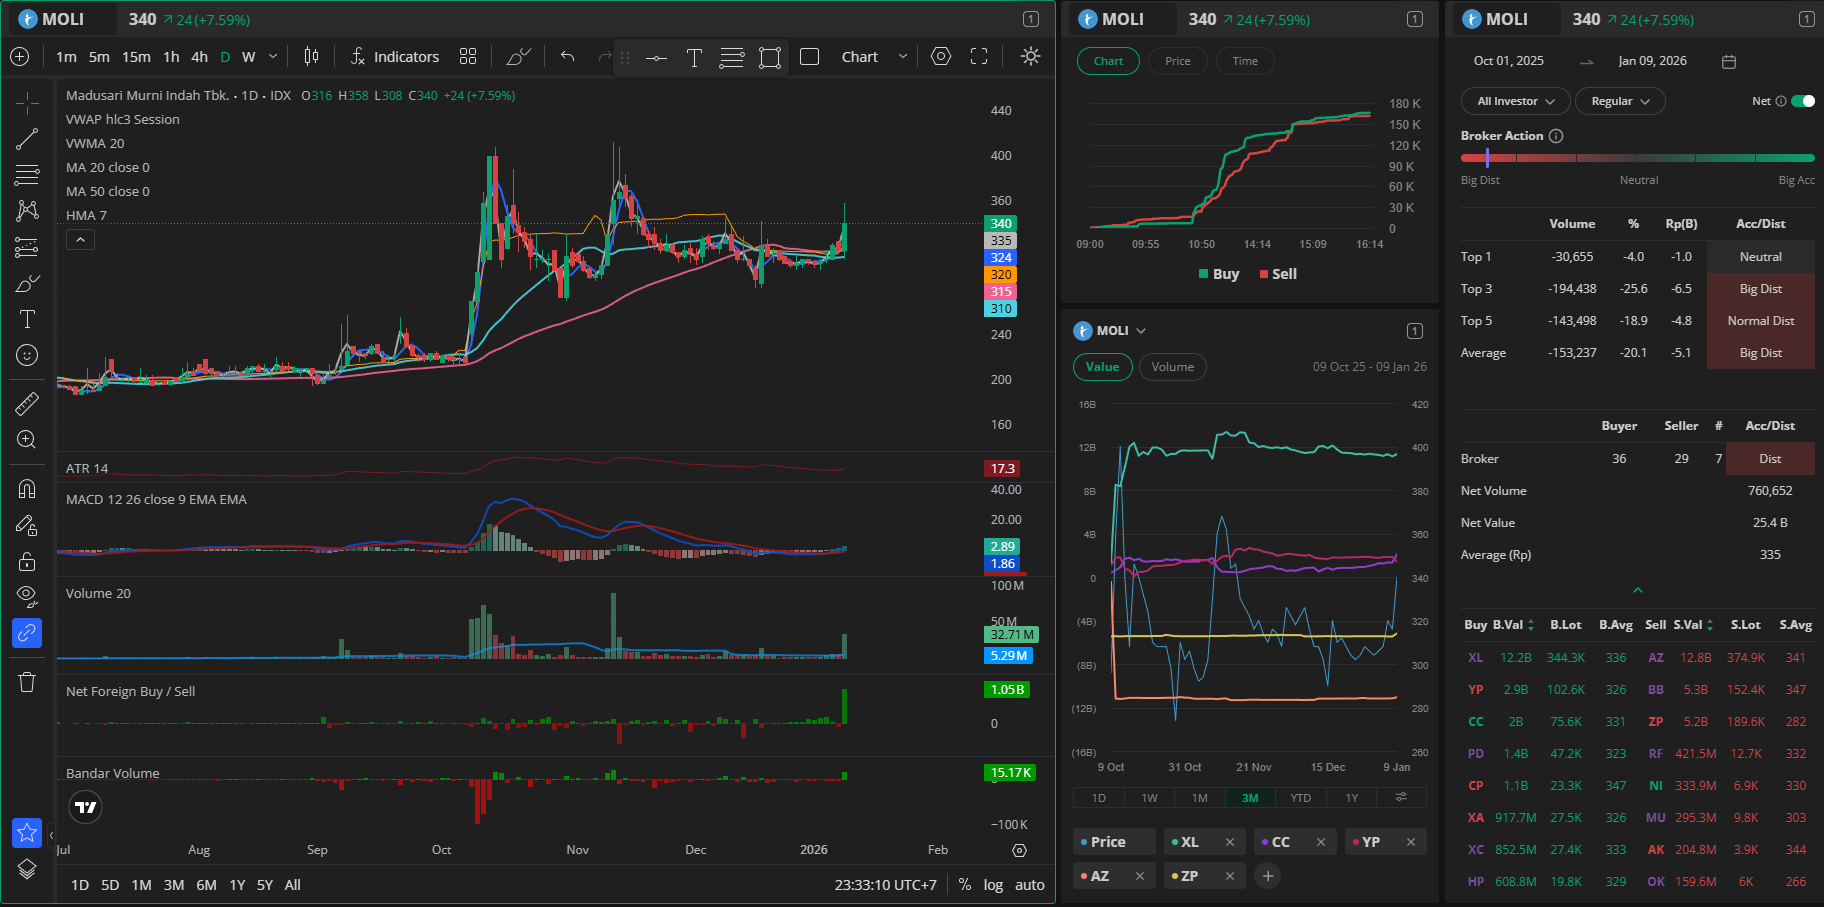 MOLI 340 24 (+7.59%) 1
1m 5m 15m 1h 4h D W Indicators T Chart
Madusari Murni Indah Tbk. • 1D • IDX O316 H358 L308 C340 +24 (+7.59%)
VWAP hlc3 Session
VWMA 20
MA 20 close 0
MA 50 close 0
HMA 7
440
400
360
340
335
324
320
315
310
240
200
160
ATR 14
17.3
MACD 12 26 close 9 EMA EMA
40.00
20.00
2.89
1.86
Volume 20
100 M
50 M
32.71 M
5.29 M
Net Foreign Buy / Sell
1.05 B
0
Bandar Volume
15.17 K
−100 K
Jul Aug Sep Oct Nov Dec 2026 Feb
1D 5D 1M 3M 6M 1Y 5Y All 23:33:10 UTC+7 % log auto
MOLI 340 24 (+7.59%) 1
Chart Price Time
180 K
150 K
120 K
90 K
60 K
30 K
0
09:00 09:55 10:50 14:14 15:09 16:14
Buy Sell
MOLI 1
Value Volume 09 Oct 25 - 09 Jan 26
16B 420
12B 400
8B 380
4B 360
0 340
(4B) 320
(8B) 300
(12B) 280
(16B) 260
9 Oct 31 Oct 21 Nov 15 Dec 9 Jan
1D 1W 1M 3M YTD 1Y
Price XL CC YP
AZ ZP
MOLI 340 24 (+7.59%) 1
Oct 01, 2025 Jan 09, 2026
All Investor Regular Net
Broker Action
Big Dist Neutral Big Acc
Volume % Rp(B) Acc/Dist
Top 1 -30,655 -4.0 -1.0 Neutral
Top 3 -194,438 -25.6 -6.5 Big Dist
Top 5 -143,498 -18.9 -4.8 Normal Dist
Average -153,237 -20.1 -5.1 Big Dist
Buyer Seller # Acc/Dist
Broker 36 29 7 Dist
Net Volume 760,652
Net Value 25.4 B
Average (Rp) 335
Buy B.Val B.Lot B.Avg Sell S.Val S.Lot S.Avg
XL 12.2B 344.3K 336 AZ 12.8B 374.9K 341
YP 2.9B 102.6K 326 BB 5.3B 152.4K 347
CC 2B 75.6K 331 ZP 5.2B 189.6K 282
PD 1.4B 47.2K 323 RF 421.5M 12.7K 332
CP 1.1B 23.3K 347 NI 333.9M 6.9K 330
XA 917.7M 27.5K 326 MU 295.3M 9.8K 303
XC 852.5M 27.4K 333 AK 204.8M 3.9K 344
HP 608.8M 19.8K 329 OK 159.6M 6K 266